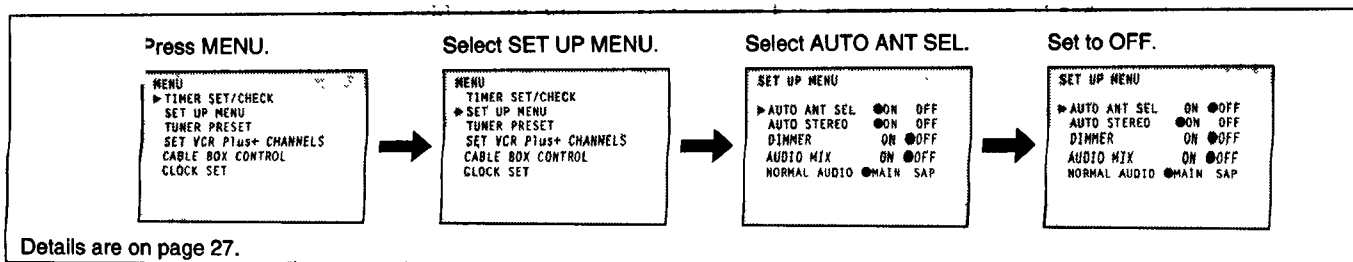 Press MENU.
MENU
▶ TIMER SET/CHECK
SET UP MENU
TUNER PRESET
SET VCR Plus+ CHANNELS
CABLE BOX CONTROL
CLOCK SET
Select SET UP MENU.
MENU
TIMER SET/CHECK
▶ SET UP MENU
TUNER PRESET
SET VCR Plus+ CHANNELS
CABLE BOX CONTROL
CLOCK SET
Select AUTO ANT SEL.
SET UP MENU
▶ AUTO ANT SEL ●ON OFF
AUTO STEREO ●ON OFF
DIMMER ON ●OFF
AUDIO MIX ON ●OFF
NORMAL AUDIO ●MAIN SAP
Set to OFF.
SET UP MENU
▶ AUTO ANT SEL ON ●OFF
AUTO STEREO ●ON OFF
DIMMER ON ●OFF
AUDIO MIX ON ●OFF
NORMAL AUDIO ●MAIN SAP
Details are on page 27.